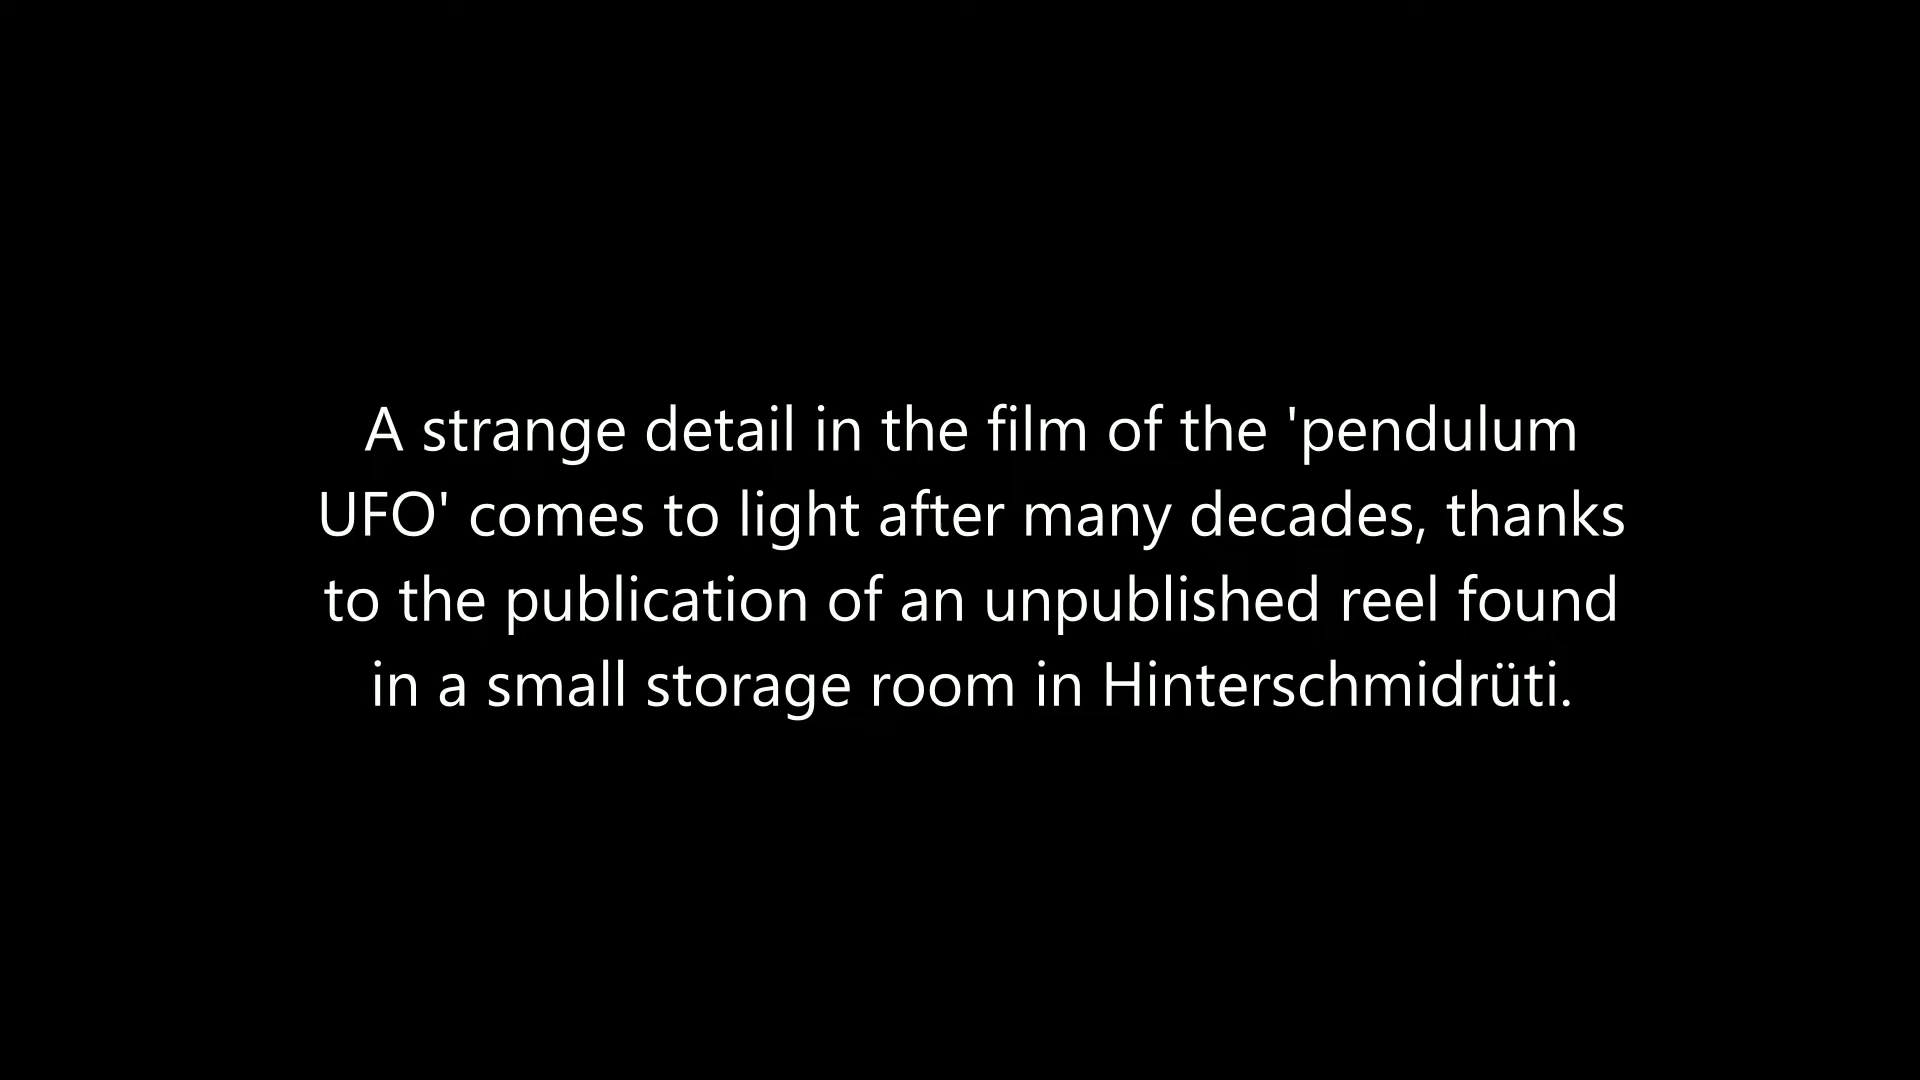 A strange detail in the film of the 'pendulum
UFO' comes to light after many decades, thanks
to the publication of an unpublished reel found
in a small storage room in Hinterschmidrüti.